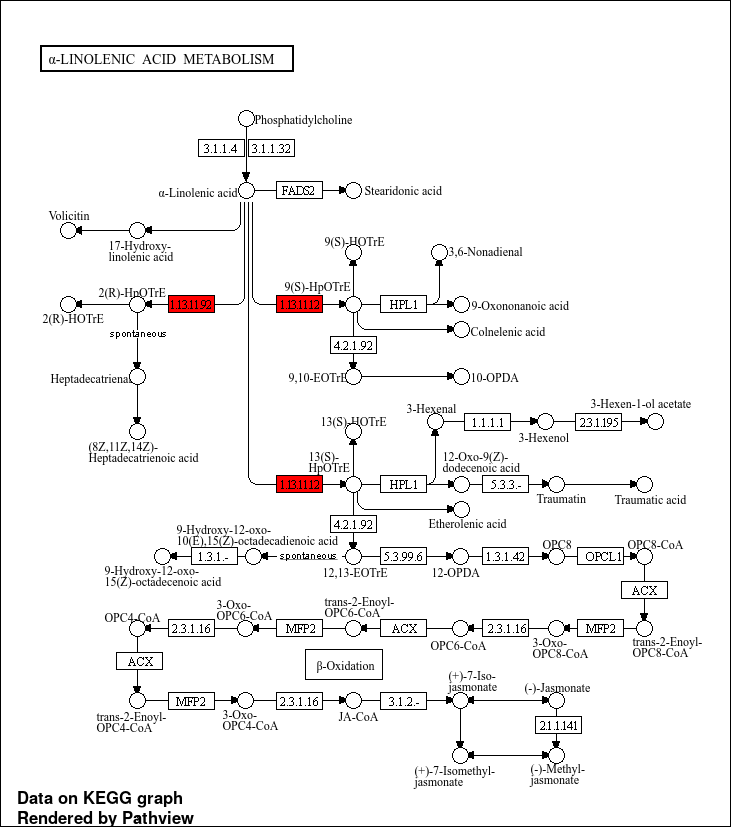 α-LINOLENIC ACID METABOLISM
Phosphatidylcholine
3.1.1.4
3.1.1.32
α-Linolenic acid
FADS2
Stearidonic acid
Volicitin
17-Hydroxy-
linolenic acid
9(S)-HOTrE
3,6-Nonadienal
2(R)-HpOTrE
1.13.11.92
9(S)-HpOTrE
1.13.11.12
HPL1
9-Oxononanoic acid
2(R)-HOTrE
Colnelenic acid
spontaneous
4.2.1.92
Heptadecatrienal
9,10-EOTrE
10-OPDA
3-Hexenal
3-Hexen-1-ol acetate
13(S)-HOTrE
1.1.1.1
2.3.1.195
3-Hexenol
(8Z,11Z,14Z)-
Heptadecatrienoic acid
13(S)-
HpOTrE
12-Oxo-9(Z)-
dodecenoic acid
1.13.11.12
HPL1
5.3.3.-
Traumatin
Traumatic acid
Etherolenic acid
4.2.1.92
9-Hydroxy-12-oxo-
10(E),15(Z)-octadecadienoic acid
OPC8
OPC8-CoA
1.3.1.-
spontaneous
5.3.99.6
1.3.1.42
OPCL1
9-Hydroxy-12-oxo-
15(Z)-octadecenoic acid
12,13-EOTrE
12-OPDA
ACX
OPC4-CoA
3-Oxo-
OPC6-CoA
trans-2-Enoyl-
OPC6-CoA
2.3.1.16
MFP2
ACX
2.3.1.16
MFP2
OPC6-CoA
3-Oxo-
OPC8-CoA
trans-2-Enoyl-
OPC8-CoA
ACX
β-Oxidation
(+)-7-Iso-
jasmonate
(-)-Jasmonate
MFP2
2.3.1.16
3.1.2.-
trans-2-Enoyl-
OPC4-CoA
3-Oxo-
OPC4-CoA
JA-CoA
2.1.1.141
(+)-7-Isomethyl-
jasmonate
(-)-Methyl-
jasmonate
Data on KEGG graph
Rendered by Pathview